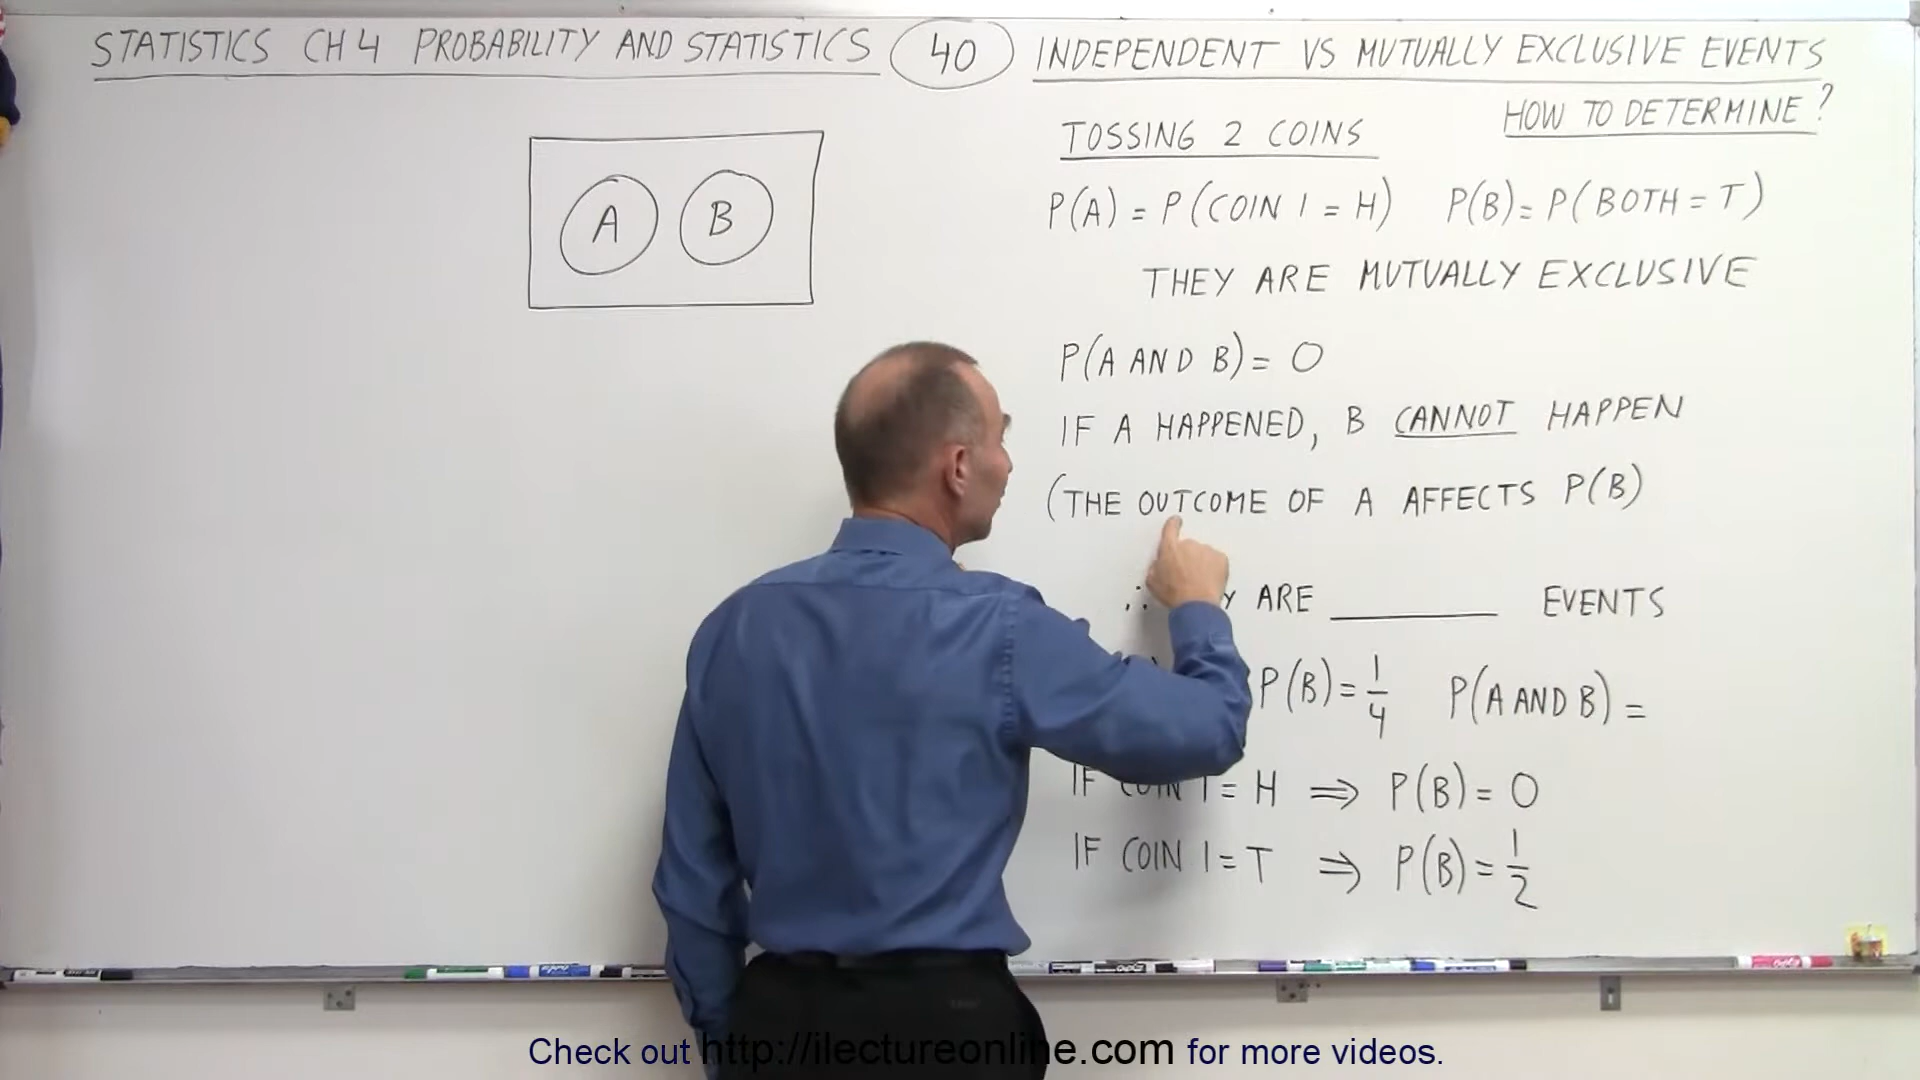 STATISTICS CH 4 PROBABILITY AND STATISTICS 40 INDEPENDENT VS MUTUALLY EXCLUSIVE EVENTS
HOW TO DETERMINE?
TOSSING 2 COINS
A B
P(A) = P(COIN 1 = H) P(B) = P(BOTH = T)
THEY ARE MUTUALLY EXCLUSIVE
P(A AND B) = 0
IF A HAPPENED, B CANNOT HAPPEN
(THE OUTCOME OF A AFFECTS P(B)
ARE ________ EVENTS
P(B) = 1/4 P(A AND B) =
IF COIN 1 = H ⇒ P(B) = 0
IF COIN 1 = T ⇒ P(B) = 1/2
Check out http://ilectureonline.com for more videos.